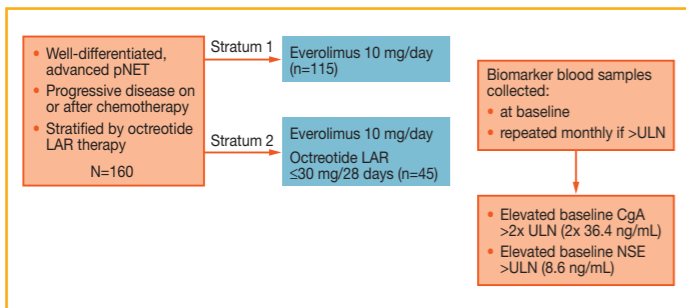 • Well-differentiated,
advanced pNET
• Progressive disease on
or after chemotherapy
• Stratified by octreotide
LAR therapy
N=160
Stratum 1
Everolimus 10 mg/day
(n=115)
Stratum 2
Everolimus 10 mg/day
Octreotide LAR
≤30 mg/28 days (n=45)
Biomarker blood samples
collected:
• at baseline
• repeated monthly if >ULN
• Elevated baseline CgA
>2x ULN (2x 36.4 ng/mL)
• Elevated baseline NSE
>ULN (8.6 ng/mL)